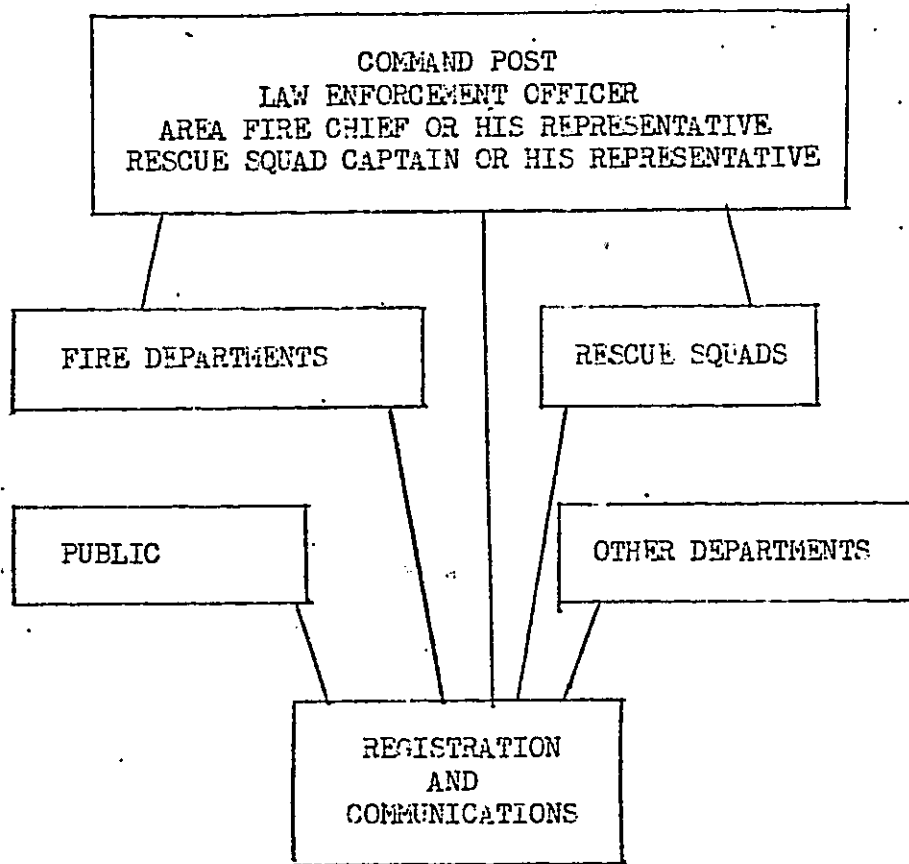 COMMAND POST
LAW ENFORCEMENT OFFICER
AREA FIRE CHIEF OR HIS REPRESENTATIVE
RESCUE SQUAD CAPTAIN OR HIS REPRESENTATIVE
FIRE DEPARTMENTS
RESCUE SQUADS
PUBLIC
OTHER DEPARTMENTS
REGISTRATION
AND
COMMUNICATIONS